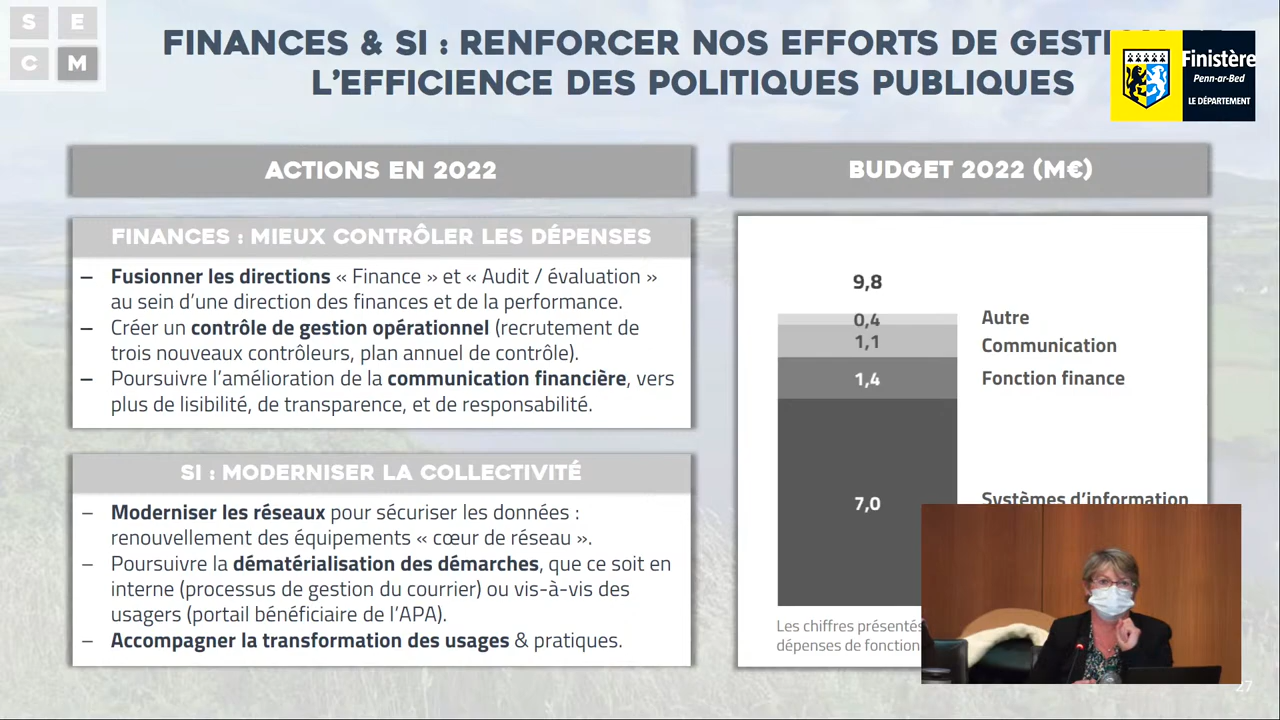 S E
C M
FINANCES & SI : RENFORCER NOS EFFORTS DE
L'EFFICIENCE DES POLITIQUES PUBLIQUES
Finistère
Penn-ar-Bed
LE DÉPARTEMENT
ACTIONS EN 2022
FINANCES : MIEUX CONTRÔLER LES DÉPENSES
– Fusionner les directions « Finance » et « Audit / évaluation »
au sein d'une direction des finances et de la performance.
– Créer un contrôle de gestion opérationnel (recrutement de
trois nouveaux contrôleurs, plan annuel de contrôle).
– Poursuivre l'amélioration de la communication financière, vers
plus de lisibilité, de transparence, et de responsabilité.
SI : MODERNISER LA COLLECTIVITÉ
– Moderniser les réseaux pour sécuriser les données :
renouvellement des équipements « cœur de réseau ».
– Poursuivre la dématérialisation des démarches, que ce soit en
interne (processus de gestion du courrier) ou vis-à-vis des
usagers (portail bénéficiaire de l'APA).
– Accompagner la transformation des usages & pratiques.
BUDGET 2022 (M€)
9,8
0,4 Autre
1,1 Communication
1,4 Fonction finance
7,0 Systèmes d'information
Les chiffres
dépenses de
27